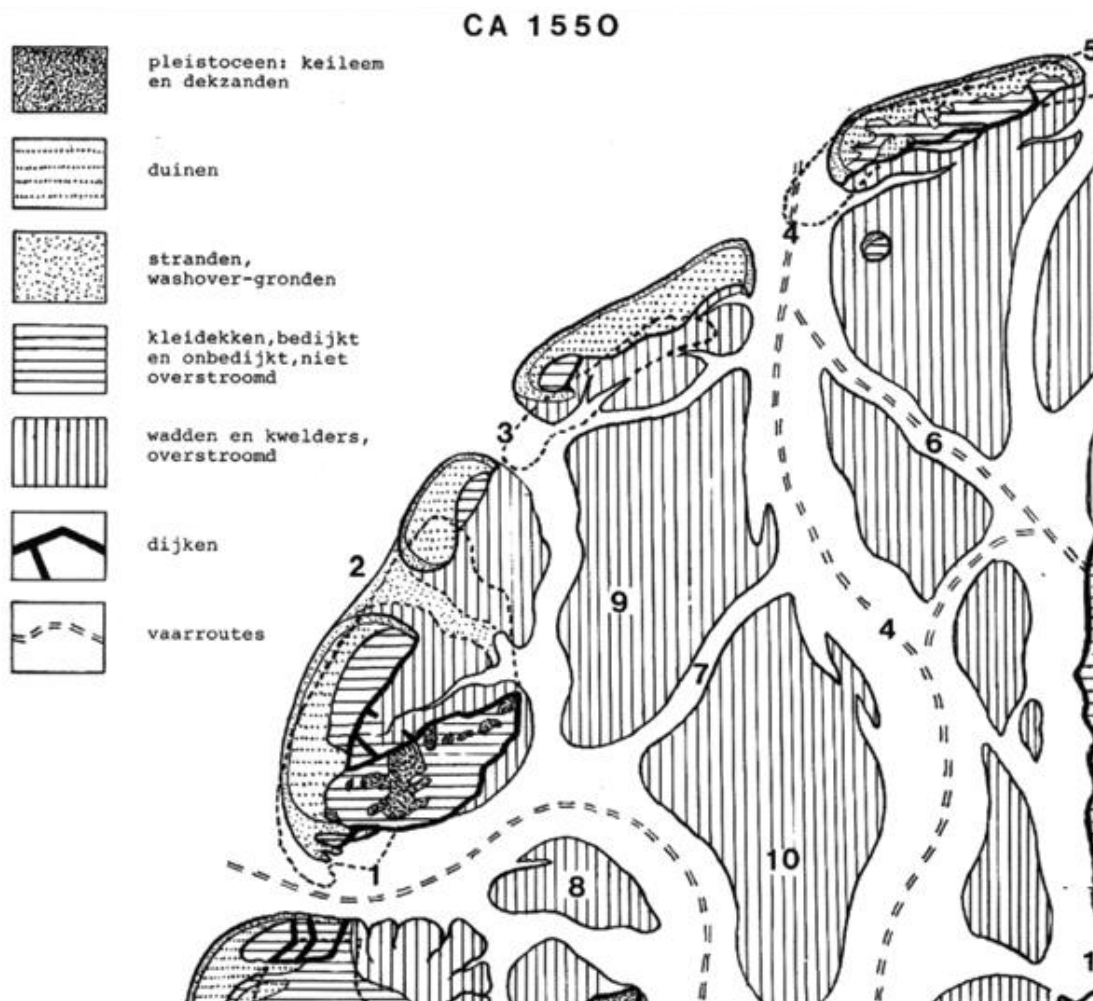 CA 1550
pleistoceen: keileem
en dekzanden
duinen
stranden,
washover-gronden
kleidekken,bedijkt
en onbedijkt,niet
overstroomd
wadden en kwelders,
overstroomd
dijken
vaarroutes
5
4
6
3
2
9
4
7
10
1
8
1